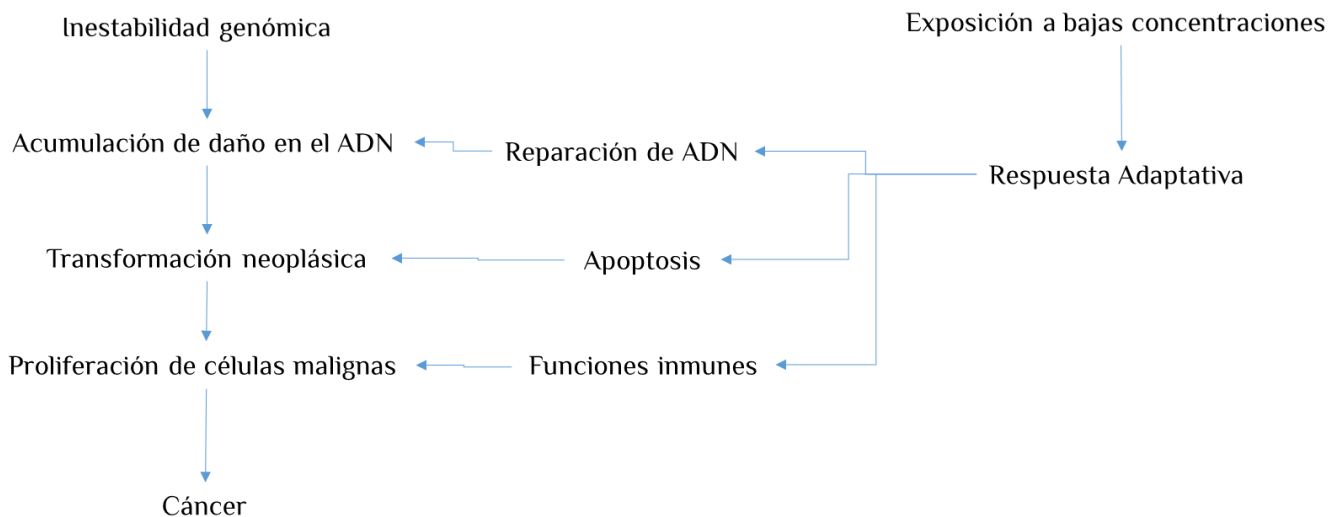 Inestabilidad genómica
Exposición a bajas concentraciones
Acumulación de daño en el ADN
Reparación de ADN
Respuesta Adaptativa
Transformación neoplásica
Apoptosis
Proliferación de células malignas
Funciones inmunes
Cáncer